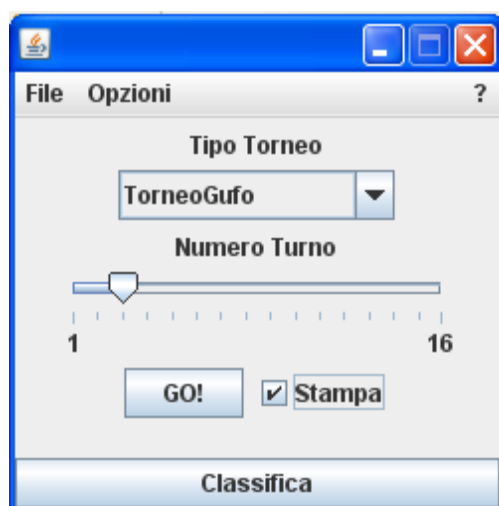 File Opzioni ?
Tipo Torneo
TorneoGufo
Numero Turno
1 16
GO! Stampa
Classifica